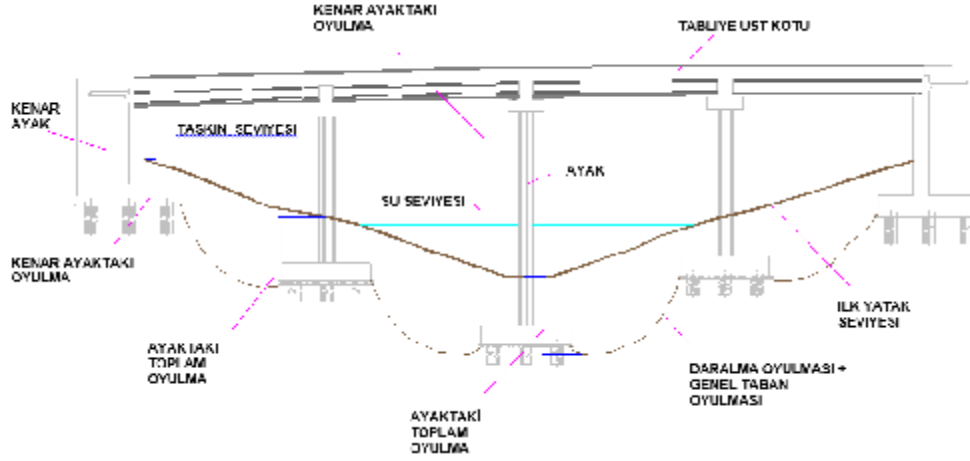 KENAR AYAKTAKI
OYULMA
TABLIYE UST KOTU
KENAR
AYAK
TASKIN SEVIYESI
AYAK
SU SEVIYESI
KENAR AYAKTAKI
OYULMA
ILK YATAK
SEVIYESI
AYAKTAKI
TOPLAM
OYULMA
DARALMA OYULMASI +
GENEL TABAN
OYULMASI
AYAKTAKİ
TOPLAM
OYULMA